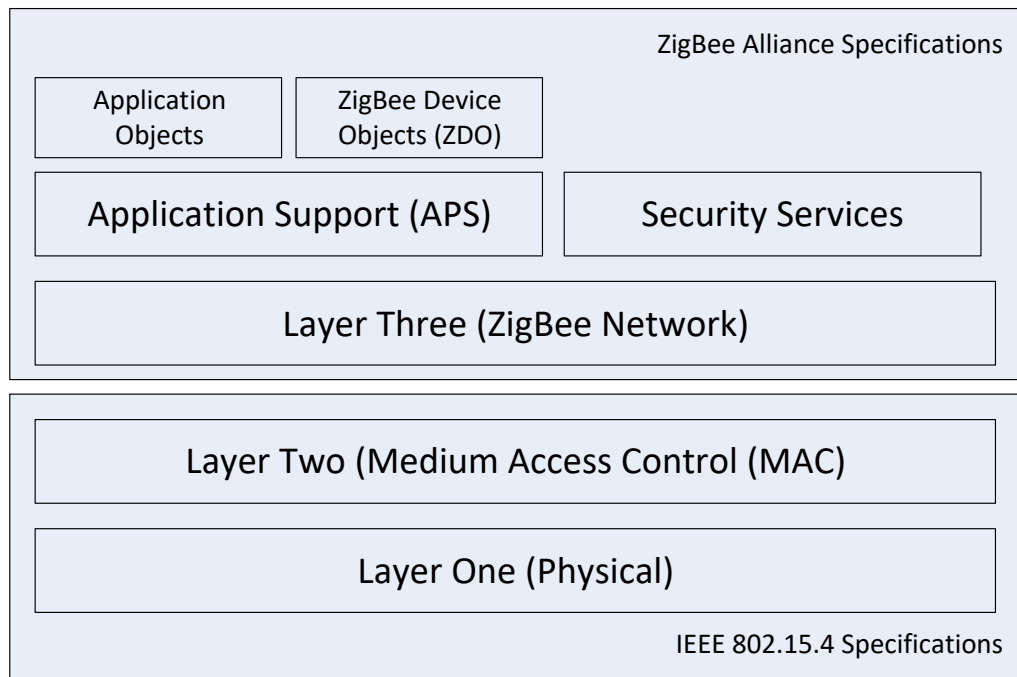 ZigBee Alliance Specifications
Application
Objects
ZigBee Device
Objects (ZDO)
Application Support (APS)
Security Services
Layer Three (ZigBee Network)
Layer Two (Medium Access Control (MAC)
Layer One (Physical)
IEEE 802.15.4 Specifications